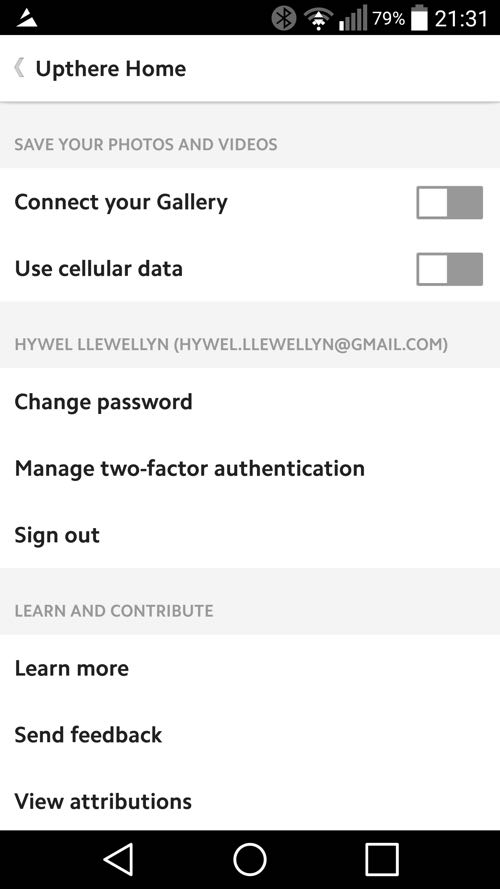 79% 21:31
Upthere Home
SAVE YOUR PHOTOS AND VIDEOS
Connect your Gallery
Use cellular data
HYWEL LLEWELLYN (HYWEL.LLEWELLYN@GMAIL.COM)
Change password
Manage two-factor authentication
Sign out
LEARN AND CONTRIBUTE
Learn more
Send feedback
View attributions